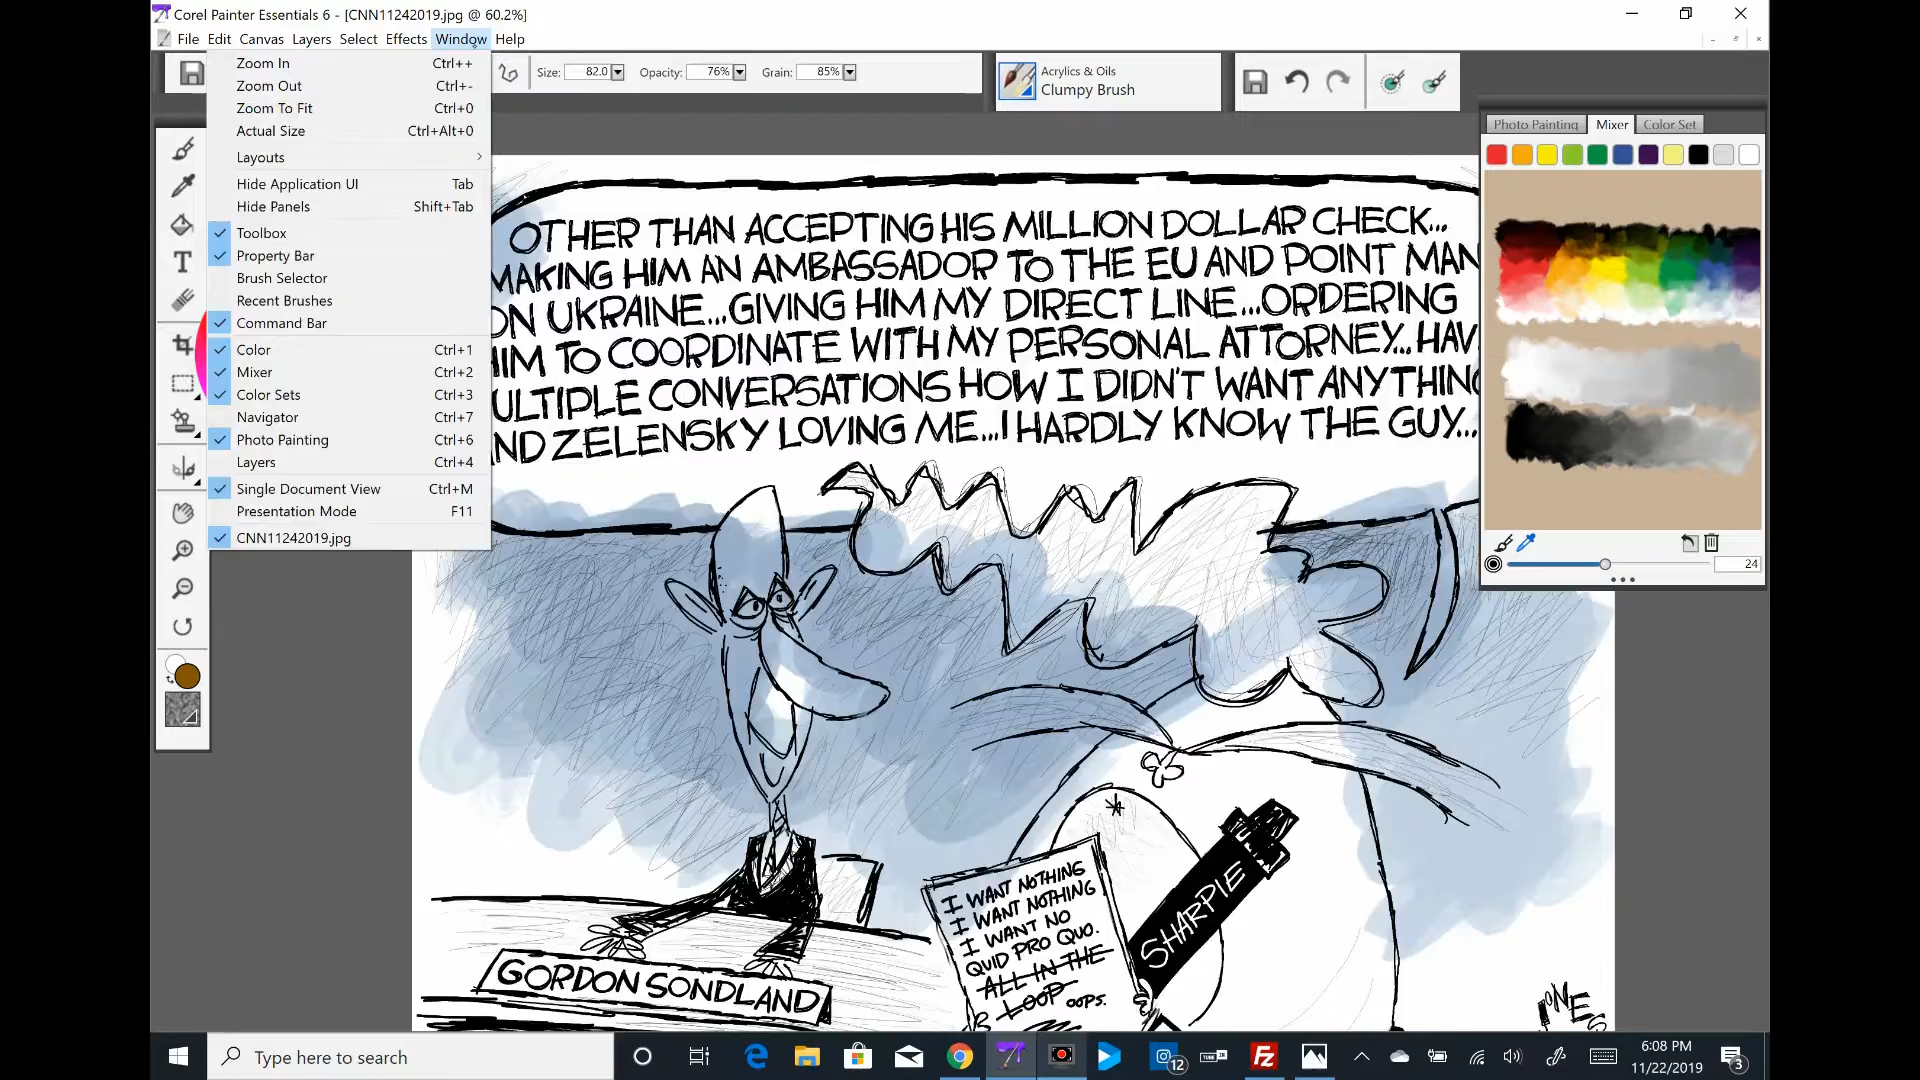 Corel Painter Essentials 6 - [CNN11242019.jpg @ 60.2%]
File Edit Canvas Layers Select Effects Window Help
Zoom In Ctrl++
Zoom Out Ctrl+-
Zoom To Fit Ctrl+0
Actual Size Ctrl+Alt+0
Layouts
Hide Application UI Tab
Hide Panels Shift+Tab
Toolbox
Property Bar
Brush Selector
Recent Brushes
Command Bar
Color Ctrl+1
Mixer Ctrl+2
Color Sets Ctrl+3
Navigator Ctrl+7
Photo Painting Ctrl+6
Layers Ctrl+4
Single Document View Ctrl+M
Presentation Mode F11
CNN11242019.jpg
Size: 82.0 Opacity: 76% Grain: 85%
Acrylics & Oils
Clumpy Brush
Photo Painting Mixer Color Set
24
OTHER THAN ACCEPTING HIS MILLION DOLLAR CHECK...
MAKING HIM AN AMBASSADOR TO THE EU AND POINT MAN
ON UKRAINE...GIVING HIM MY DIRECT LINE...ORDERING
HIM TO COORDINATE WITH MY PERSONAL ATTORNEY...HAV
ULTIPLE CONVERSATIONS HOW I DIDN'T WANT ANYTHING
AND ZELENSKY LOVING ME...I HARDLY KNOW THE GUY...
I WANT NOTHING
I WANT NOTHING
I WANT NO
QUID PRO QUO.
ALL IN THE
LOOP OOPS.
SHARPIE
GORDON SONDLAND
JONES
Type here to search
12
6:08 PM
11/22/2019
3